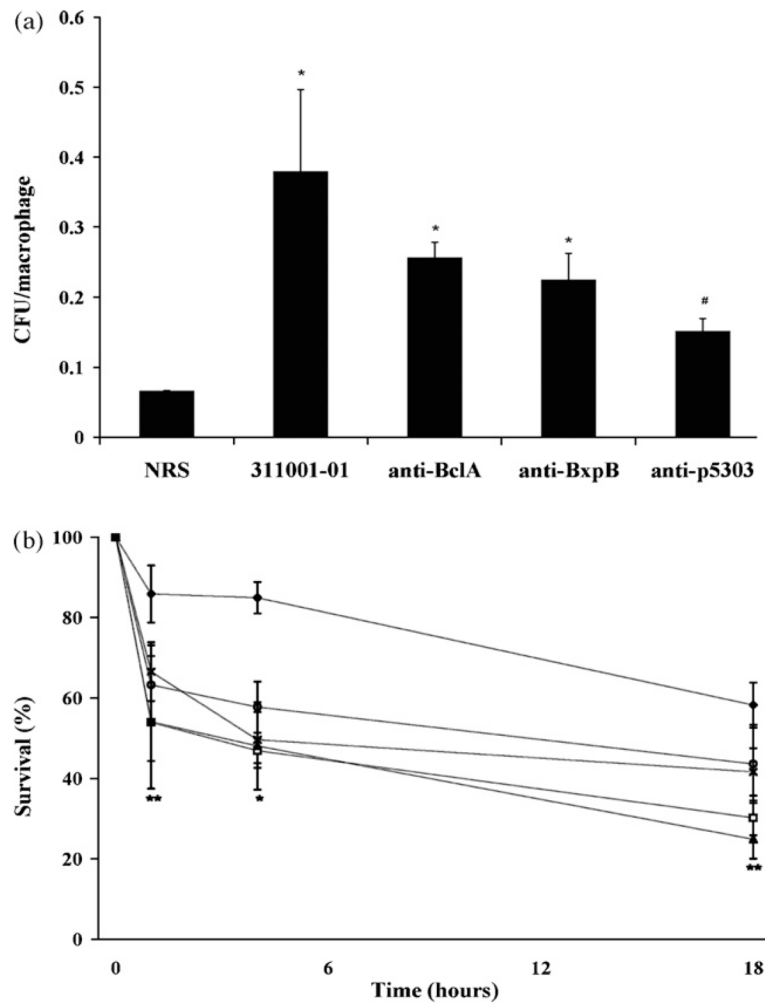 (a)
0.6
0.5
0.4
0.3
0.2
0.1
0
CFU/macrophage
*
*
*
#
NRS 311001-01 anti-BclA anti-BxpB anti-p5303
(b)
100
80
60
40
20
0
Survival (%)
**
*
**
0 6 12 18
Time (hours)